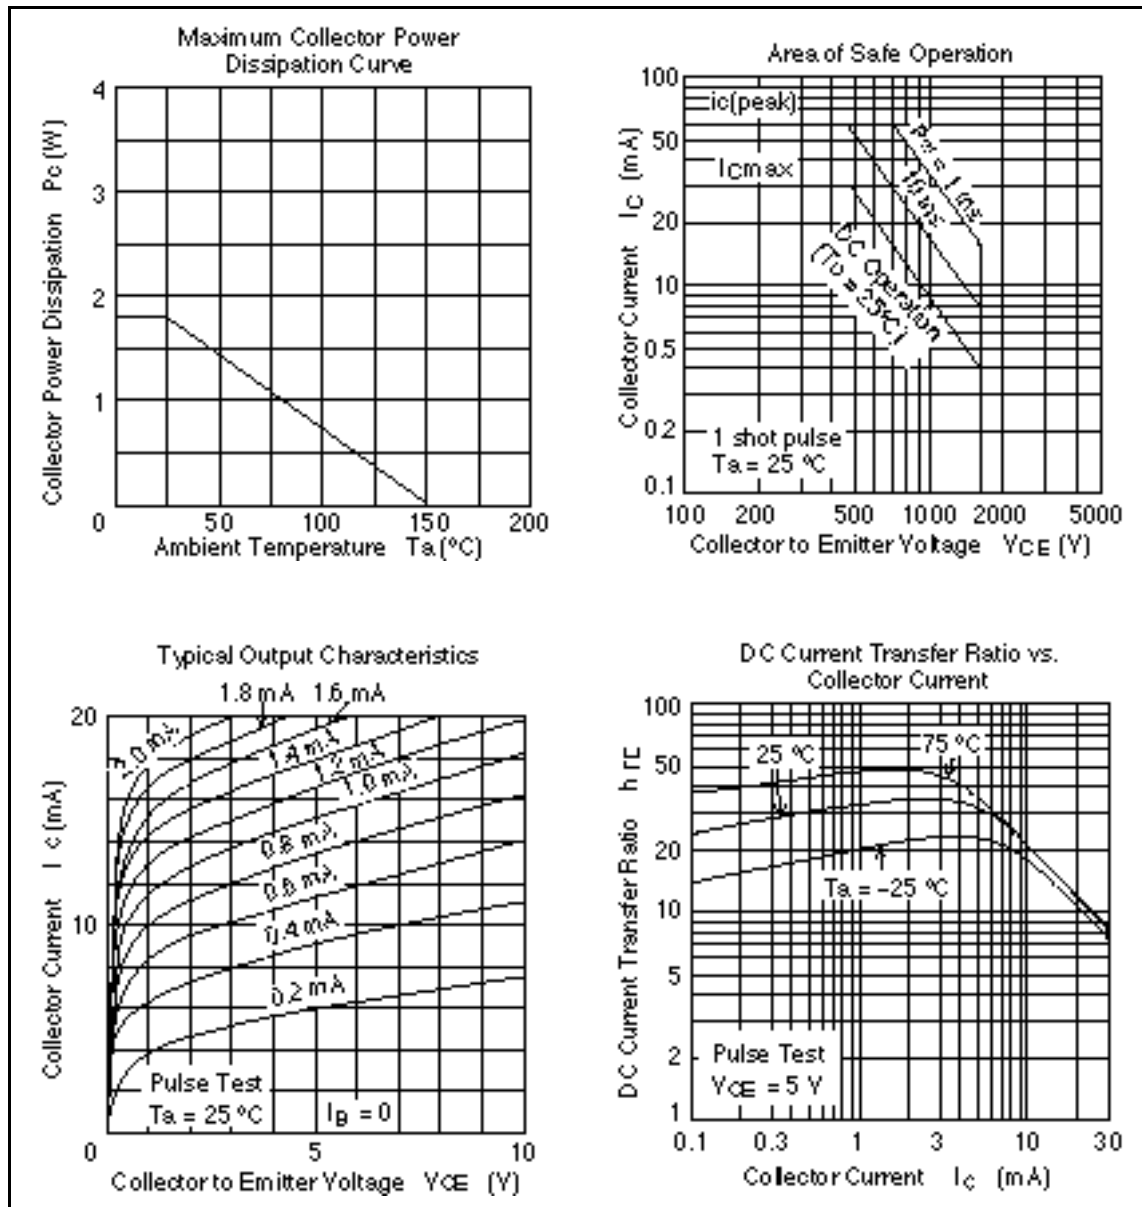 Maximum Collector Power
Dissipation Curve
Collector Power Dissipation Pc (W)
4
3
2
1
0
50
100
150
200
Ambient Temperature Ta (°C)
Area of Safe Operation
Collector Current IC (mA)
100
50
20
10
0.5
0.2
0.1
ic(peak)
ICmax
PW = 1 ms
10 ms
DC Operation
(Tc = 25°C)
1 shot pulse
Ta = 25 °C
100
200
500
1000
2000
5000
Collector to Emitter Voltage VCE (V)
Typical Output Characteristics
1.8 mA
1.6 mA
2.0 mA
1.4 mA
1.2 mA
1.0 mA
0.8 mA
0.6 mA
0.4 mA
0.2 mA
Collector Current IC (mA)
20
10
0
Pulse Test
Ta = 25 °C
IB = 0
5
10
Collector to Emitter Voltage VCE (V)
DC Current Transfer Ratio vs.
Collector Current
DC Current Transfer Ratio hFE
100
50
20
10
5
2
1
25 °C
75 °C
Ta = –25 °C
Pulse Test
VCE = 5 V
0.1
0.3
1
3
10
30
Collector Current IC (mA)